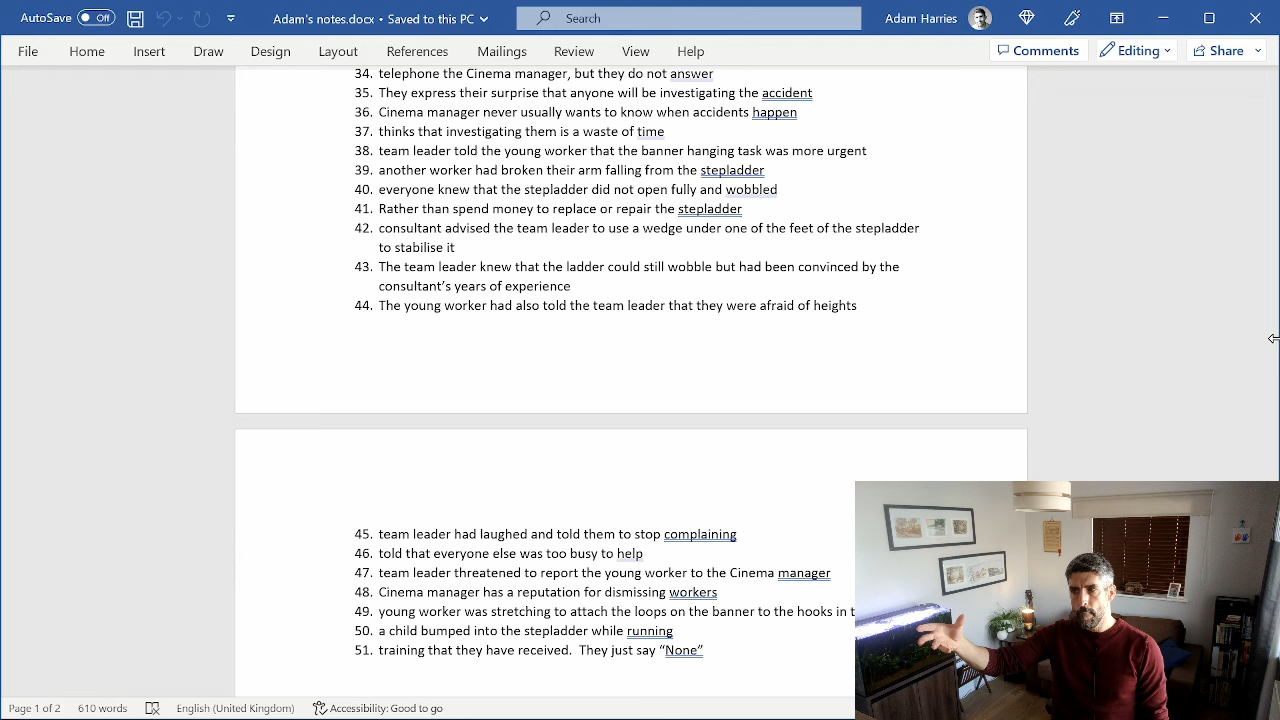 AutoSave Off Adam's notes.docx • Saved to this PC Search Adam Harries
File Home Insert Draw Design Layout References Mailings Review View Help Comments Editing Share
34. telephone the Cinema manager, but they do not answer
35. They express their surprise that anyone will be investigating the accident
36. Cinema manager never usually wants to know when accidents happen
37. thinks that investigating them is a waste of time
38. team leader told the young worker that the banner hanging task was more urgent
39. another worker had broken their arm falling from the stepladder
40. everyone knew that the stepladder did not open fully and wobbled
41. Rather than spend money to replace or repair the stepladder
42. consultant advised the team leader to use a wedge under one of the feet of the stepladder
to stabilise it
43. The team leader knew that the ladder could still wobble but had been convinced by the
consultant's years of experience
44. The young worker had also told the team leader that they were afraid of heights
45. team leader had laughed and told them to stop complaining
46. told that everyone else was too busy to help
47. team leader threatened to report the young worker to the Cinema manager
48. Cinema manager has a reputation for dismissing workers
49. young worker was stretching to attach the loops on the banner to the hooks in
50. a child bumped into the stepladder while running
51. training that they have received. They just say “None”
Page 1 of 2 610 words English (United Kingdom) Accessibility: Good to go